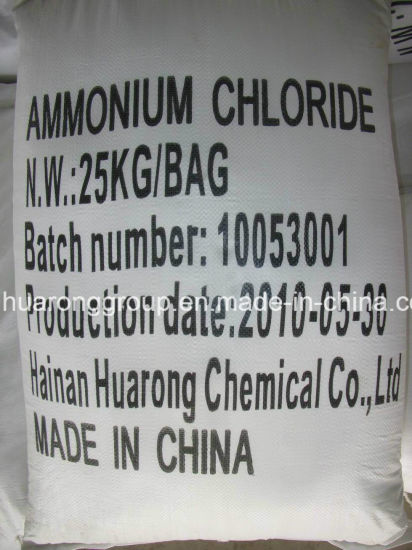 AMMONIUM CHLORIDE
N.W.:25KG/BAG
Batch number: 10053001
huaronggroup.en.made-in-china.co
Production date:2010-05-30
Hainan Huarong Chemical Co.,Ltd
MADE IN CHINA